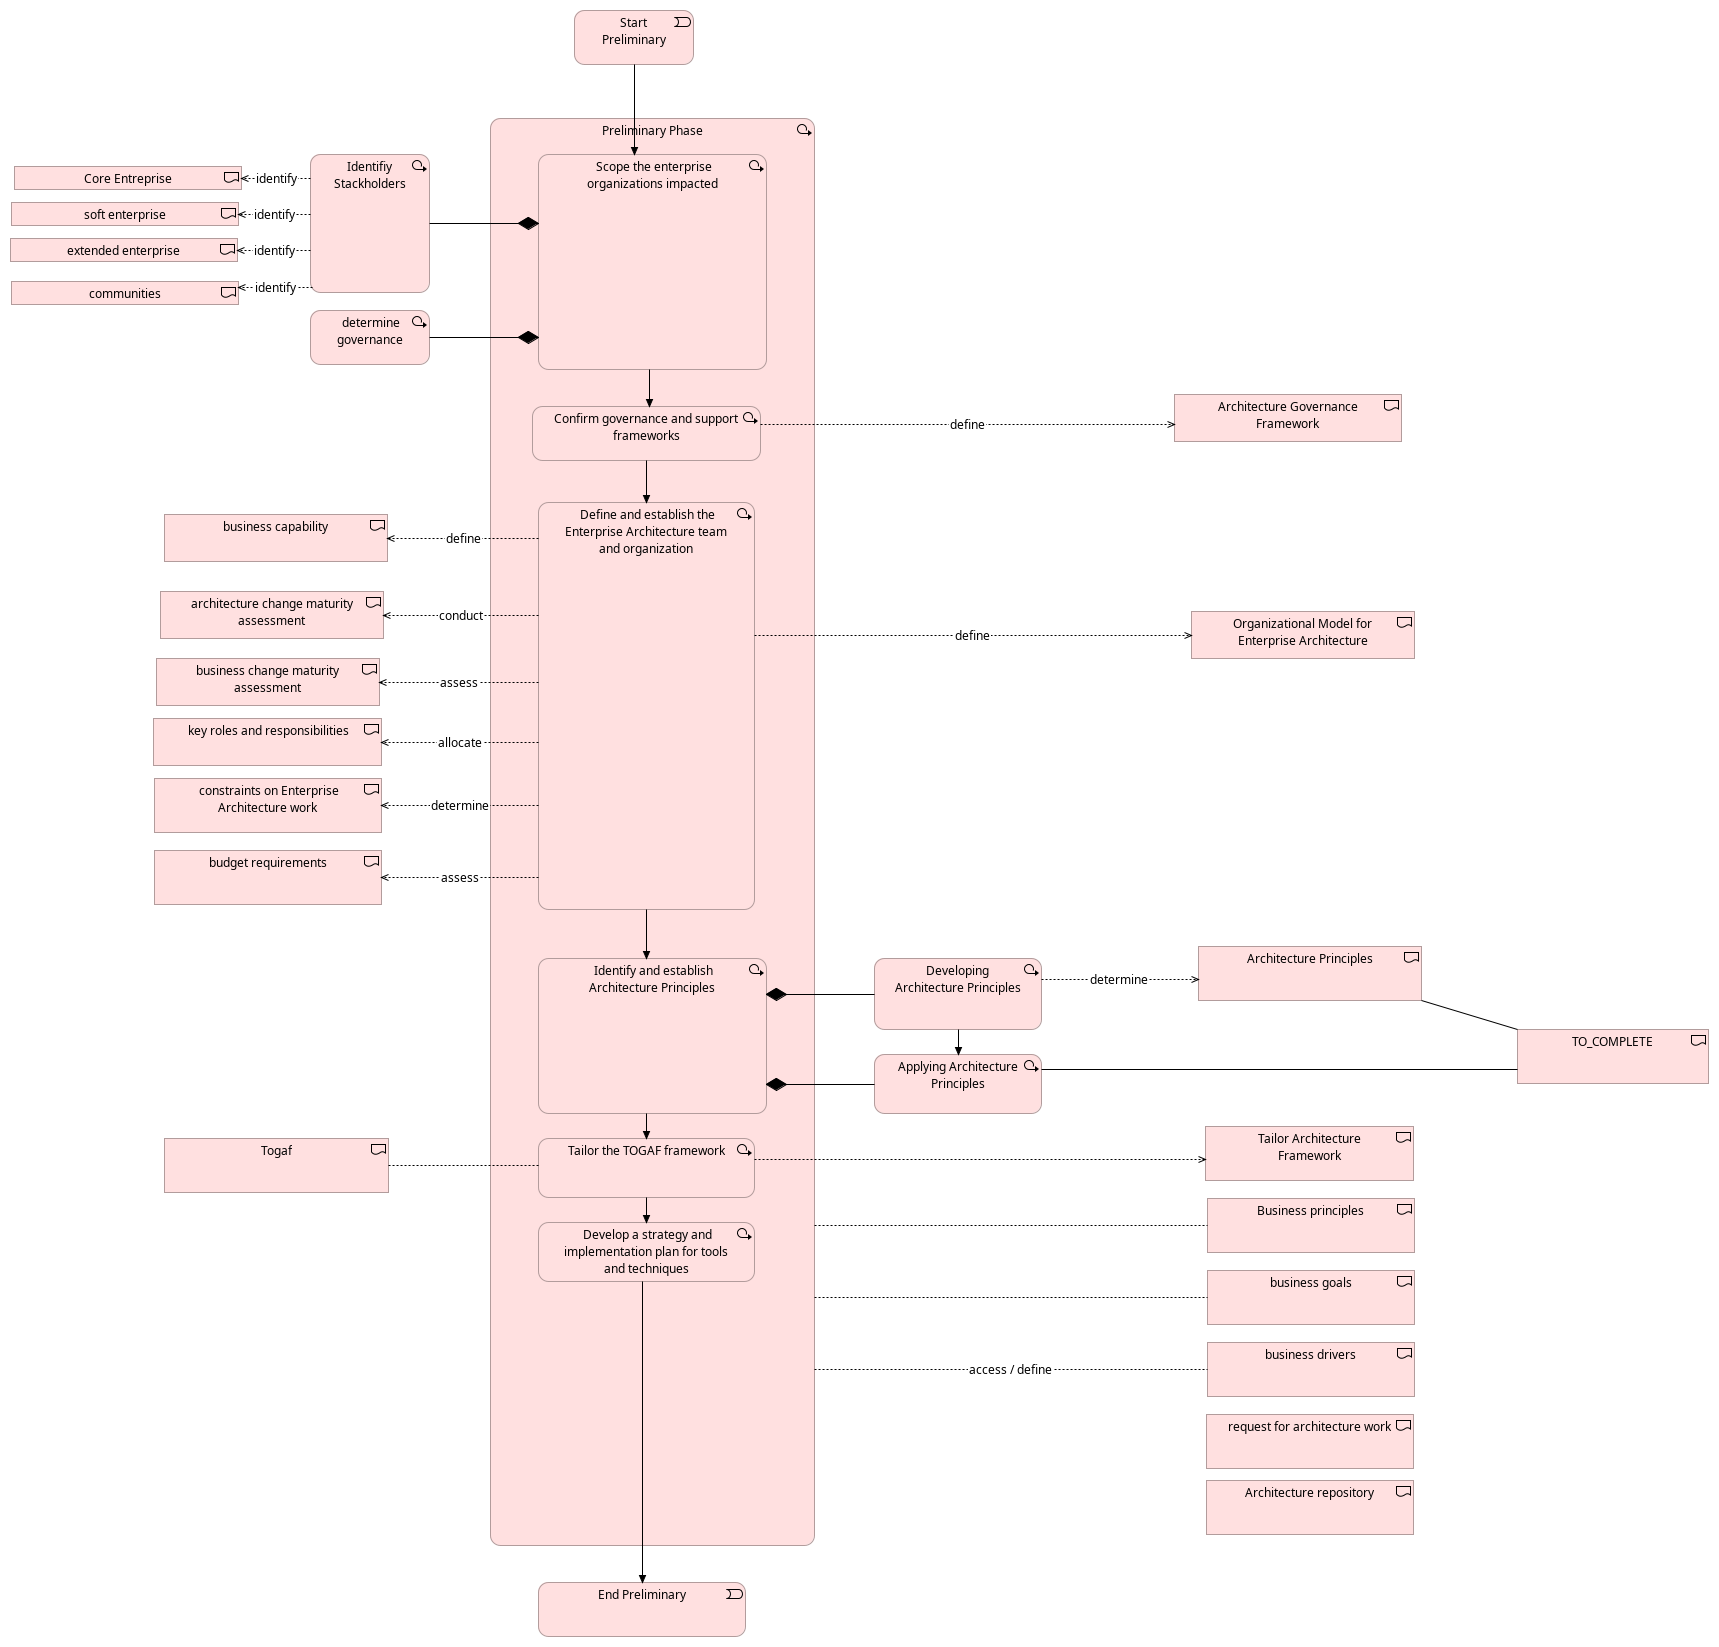 Start
Preliminary
Preliminary Phase
Identifiy
Stackholders
Scope the enterprise
organizations impacted
Core Entreprise
identify
soft enterprise
identify
extended enterprise
identify
communities
identify
determine
governance
Confirm governance and support
frameworks
define
Architecture Governance
Framework
Define and establish the
Enterprise Architecture team
and organization
business capability
define
architecture change maturity
assessment
conduct
define
Organizational Model for
Enterprise Architecture
business change maturity
assessment
assess
key roles and responsibilities
allocate
constraints on Enterprise
Architecture work
determine
budget requirements
assess
Identify and establish
Architecture Principles
Developing
Architecture Principles
determine
Architecture Principles
Applying Architecture
Principles
TO_COMPLETE
Togaf
Tailor the TOGAF framework
Tailor Architecture
Framework
Business principles
Develop a strategy and
implementation plan for tools
and techniques
business goals
access / define
business drivers
request for architecture work
Architecture repository
End Preliminary